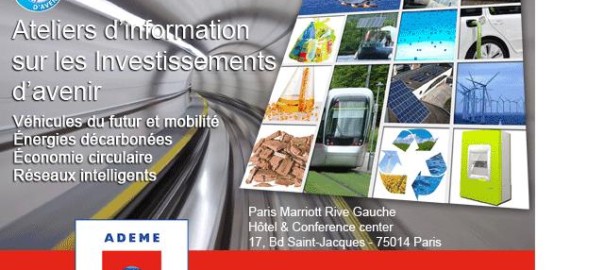 D'AVENIR
Ateliers d'information
sur les Investissements
d'avenir
Véhicules du futur et mobilité
Énergies décarbonées
Économie circulaire
Réseaux intelligents
Paris Marriott Rive Gauche
Hôtel & Conference center
17, Bd Saint-Jacques - 75014 Paris
ADEME